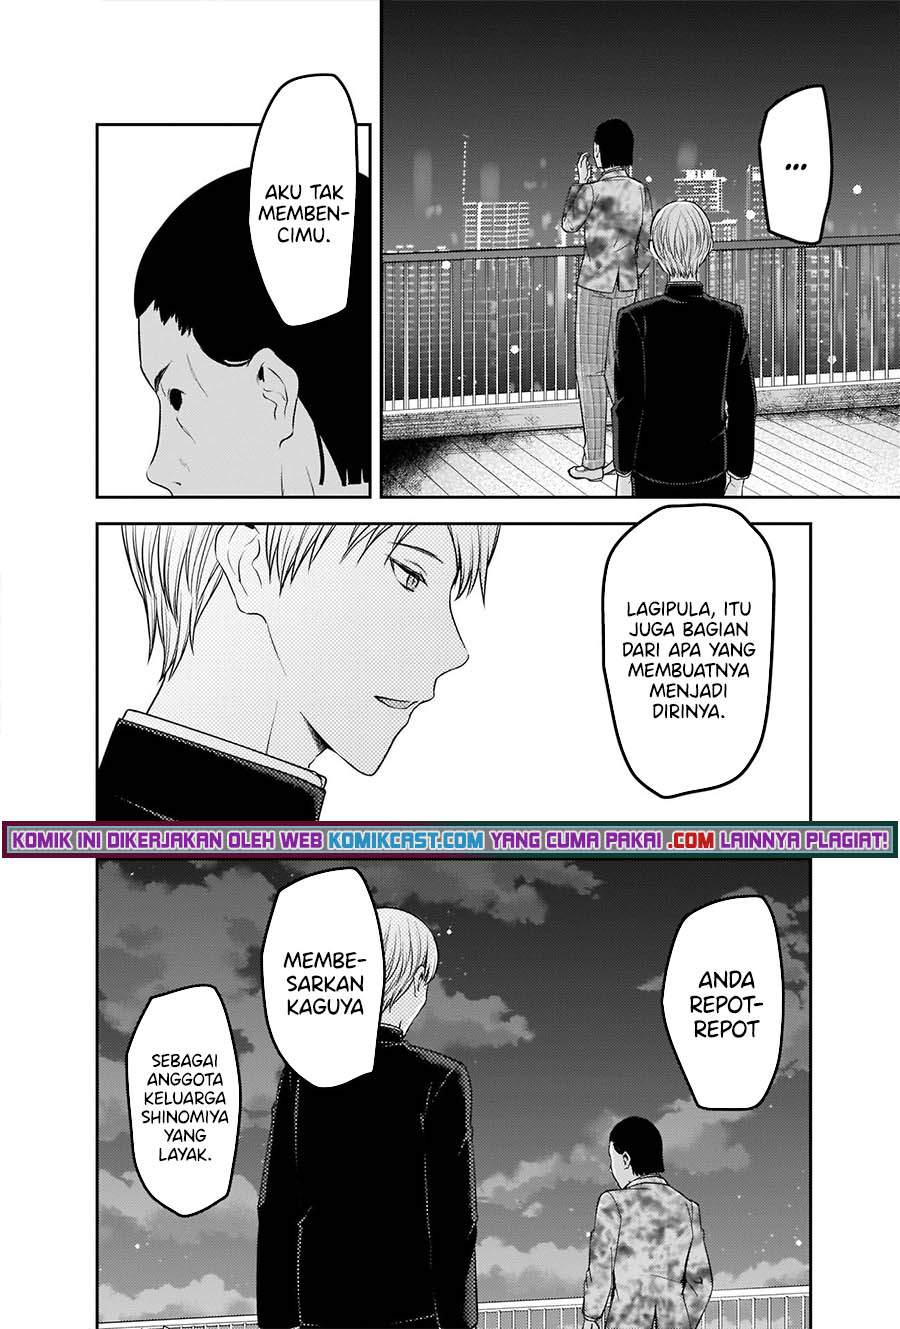 ...
AKU TAK
MEMBEN-
CIMU.
LAGIPULA, ITU
JUGA BAGIAN
DARI APA YANG
MEMBUATNYA
MENJADI
DIRINYA.
KOMIK INI DIKERJAKAN OLEH WEB KOMIKCAST.COM YANG CUMA PAKAI .COM LAINNYA PLAGIAT!
ANDA
REPOT-
REPOT
MEMBE-
SARKAN
KAGUYA
SEBAGAI
ANGGOTA
KELUARGA
SHINOMIYA
YANG
LAYAK.